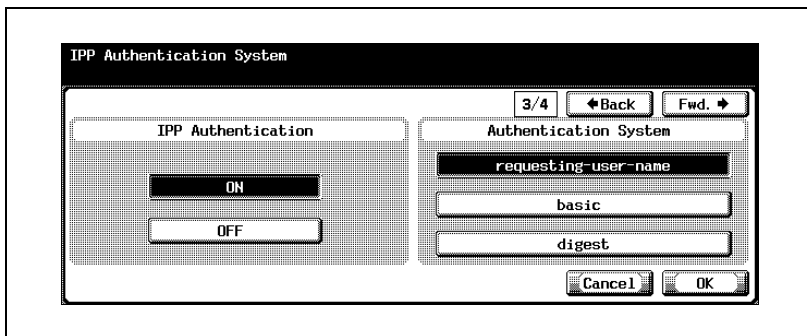 IPP Authentication System
3/4 ←Back Fwd. →
IPP Authentication
ON
OFF
Authentication System
requesting-user-name
basic
digest
Cancel OK